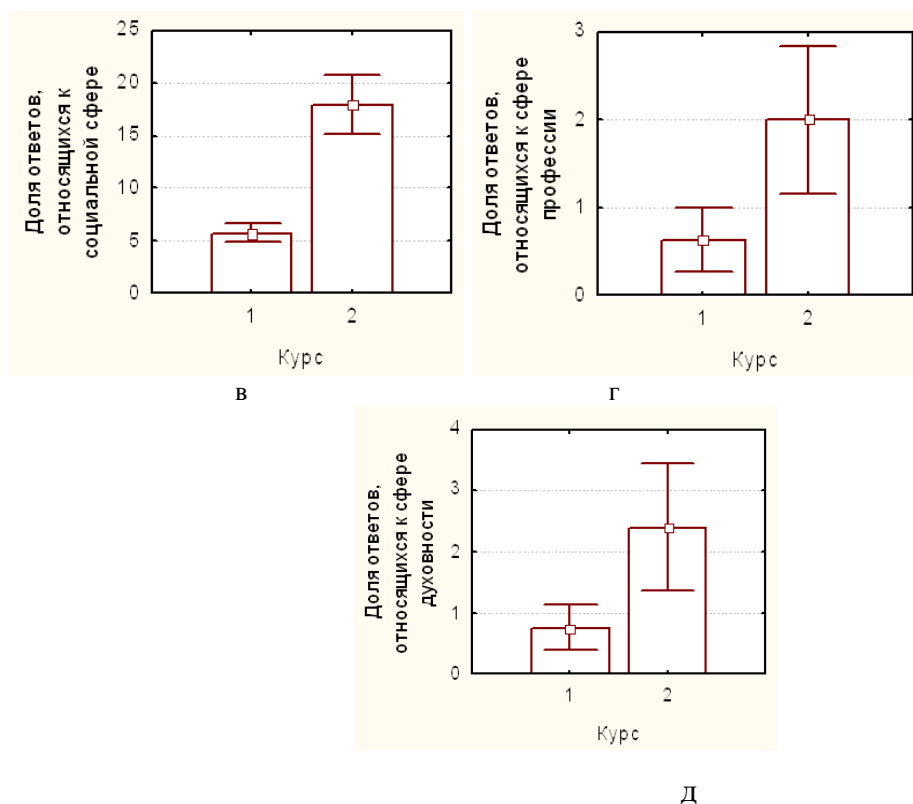 Доля ответов,
относящихся к
социальной сфере
25
20
15
10
5
0
1
2
Курс
в
Доля ответов,
относящихся к сфере
профессии
3
2
1
0
1
2
Курс
г
Доля ответов,
относящихся к сфере
духовности
4
3
2
1
0
1
2
Курс
д